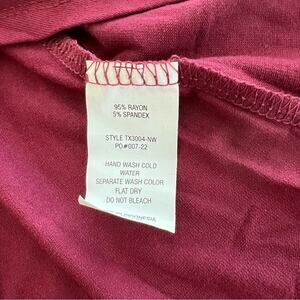 95% RAYON
5% SPANDEX
STYLE TX3004-NW
PO#007-22
HAND WASH COLD
WATER
SEPARATE WASH COLOR
FLAT DRY
DO NOT BLEACH